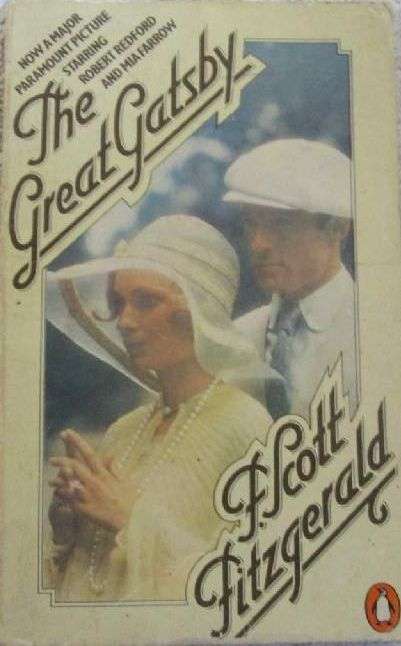 NOW A MAJOR
PARAMOUNT PICTURE
STARRING
ROBERT REDFORD
AND MIA FARROW
The
Great Gatsby
F. Scott
Fitzgerald